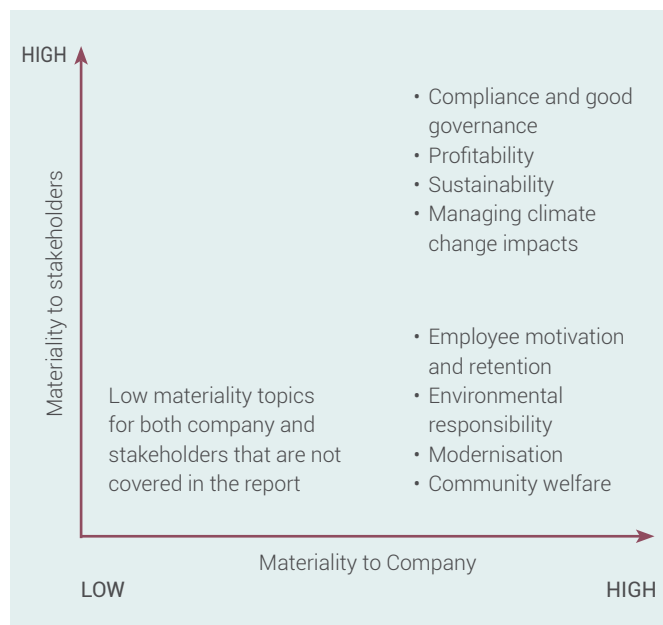 HIGH
Materiality to stakeholders
• Compliance and good
governance
• Profitability
• Sustainability
• Managing climate
change impacts
• Employee motivation
and retention
• Environmental
responsibility
• Modernisation
• Community welfare
Low materiality topics
for both company and
stakeholders that are not
covered in the report
Materiality to Company
LOW
HIGH